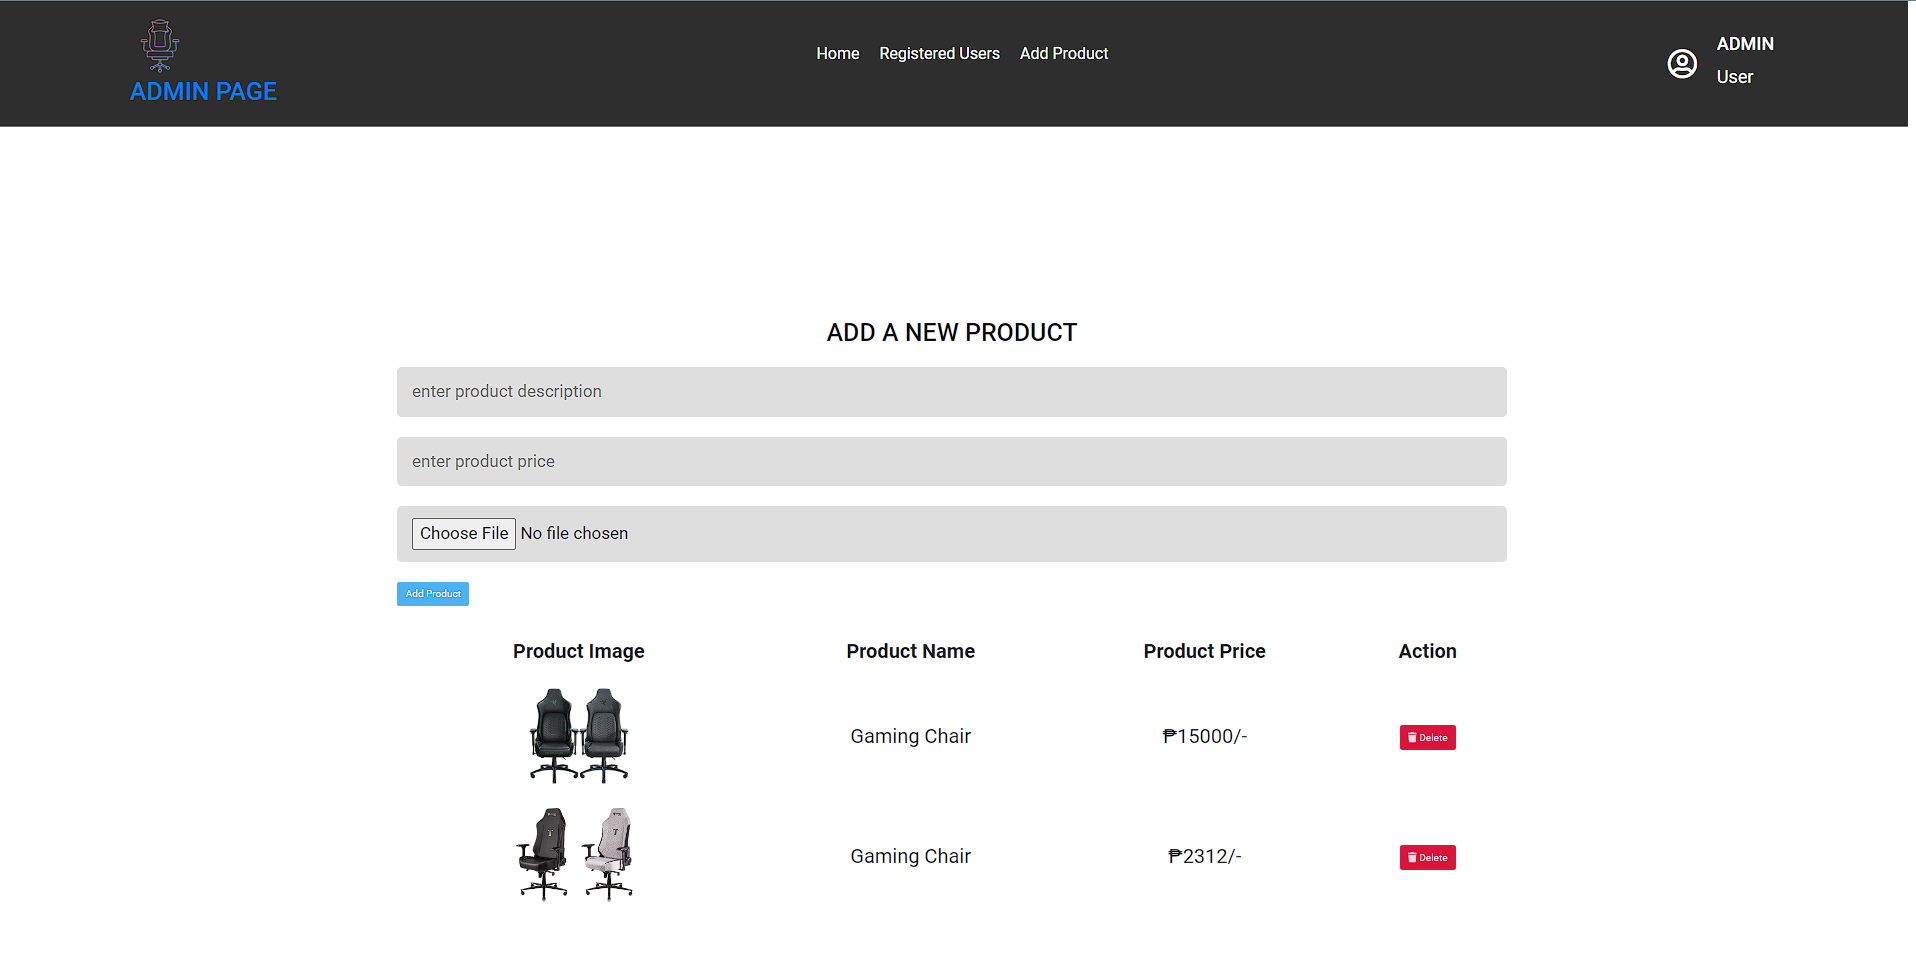 ADMIN PAGE
Home Registered Users Add Product
ADMIN
User
ADD A NEW PRODUCT
enter product description
enter product price
Choose File No file chosen
Add Product
Product Image Product Name Product Price Action
Gaming Chair ₱15000/- Delete
Gaming Chair ₱2312/- Delete